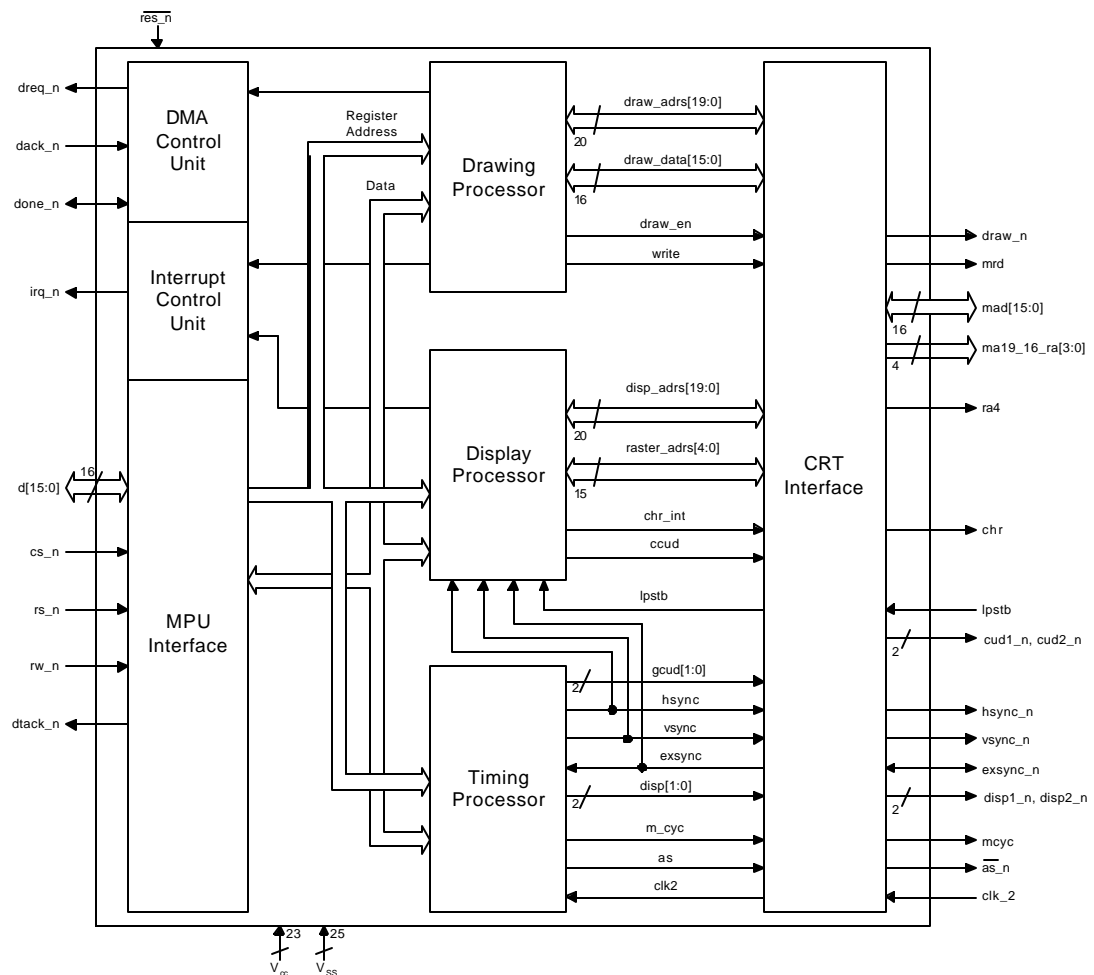 res_n
dreq_n
dack_n
done_n
irq_n
d[15:0]
16
cs_n
rs_n
rw_n
dtack_n
DMA
Control
Unit
Interrupt
Control
Unit
MPU
Interface
Register
Address
Data
Drawing
Processor
Display
Processor
Timing
Processor
draw_adrs[19:0]
20
draw_data[15:0]
16
draw_en
write
disp_adrs[19:0]
20
raster_adrs[4:0]
15
chr_int
ccud
lpstb
gcud[1:0]
2
hsync
vsync
exsync
disp[1:0]
2
m_cyc
as
clk2
CRT
Interface
draw_n
mrd
mad[15:0]
16
ma19_16_ra[3:0]
4
ra4
chr
lpstb
cud1_n, cud2_n
2
hsync_n
vsync_n
exsync_n
disp1_n, disp2_n
2
mcyc
as_n
clk_2
23
25
Vcc
VSS